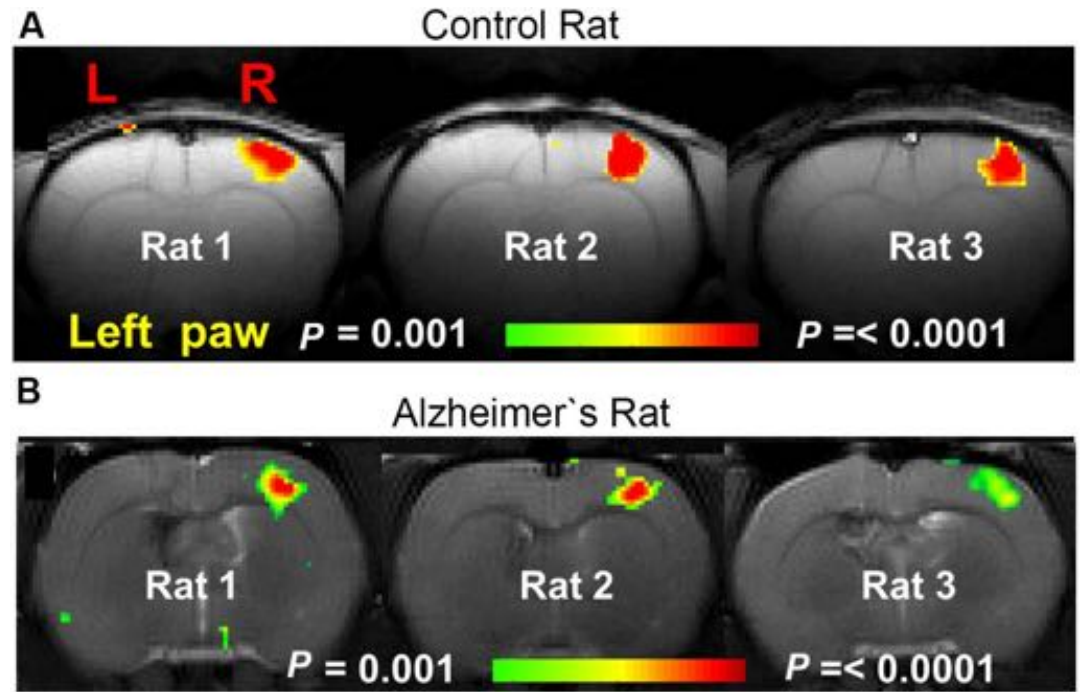 A
Control Rat
L R
Rat 1 Rat 2 Rat 3
Left paw P = 0.001 P =< 0.0001
B
Alzheimer`s Rat
Rat 1 Rat 2 Rat 3
P = 0.001 P =< 0.0001